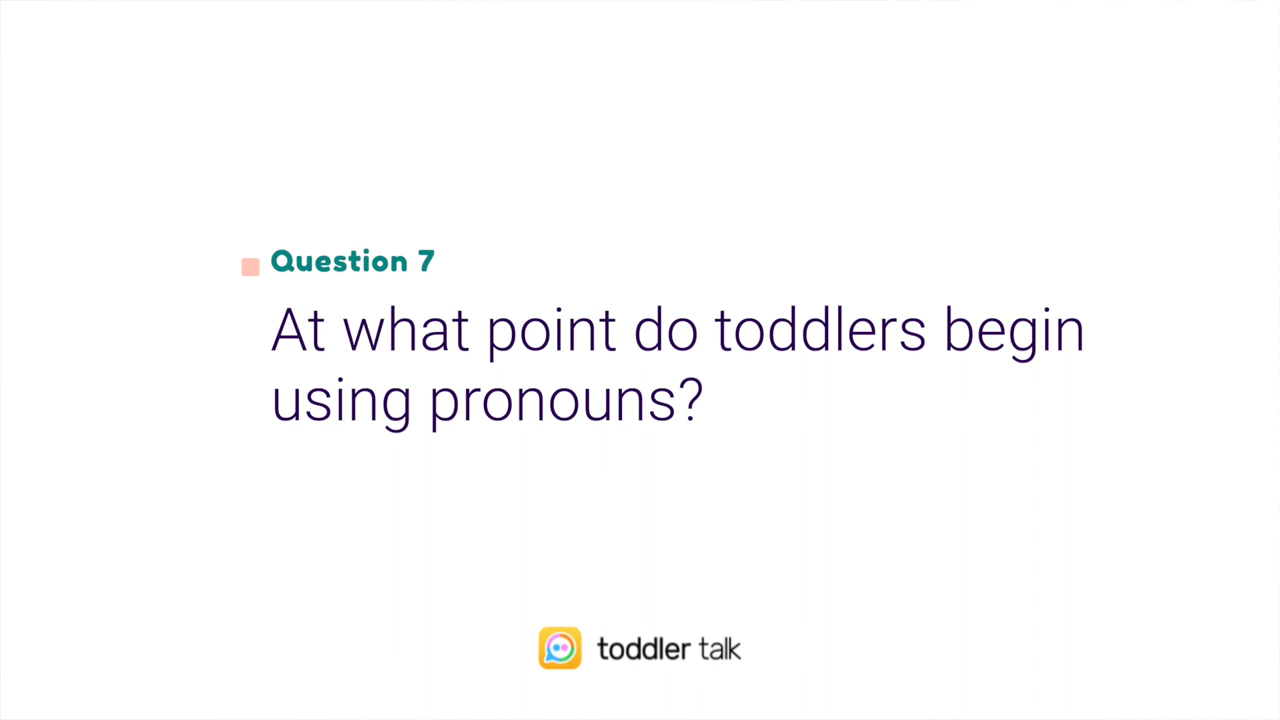 Question 7
At what point do toddlers begin
using pronouns?
toddler talk